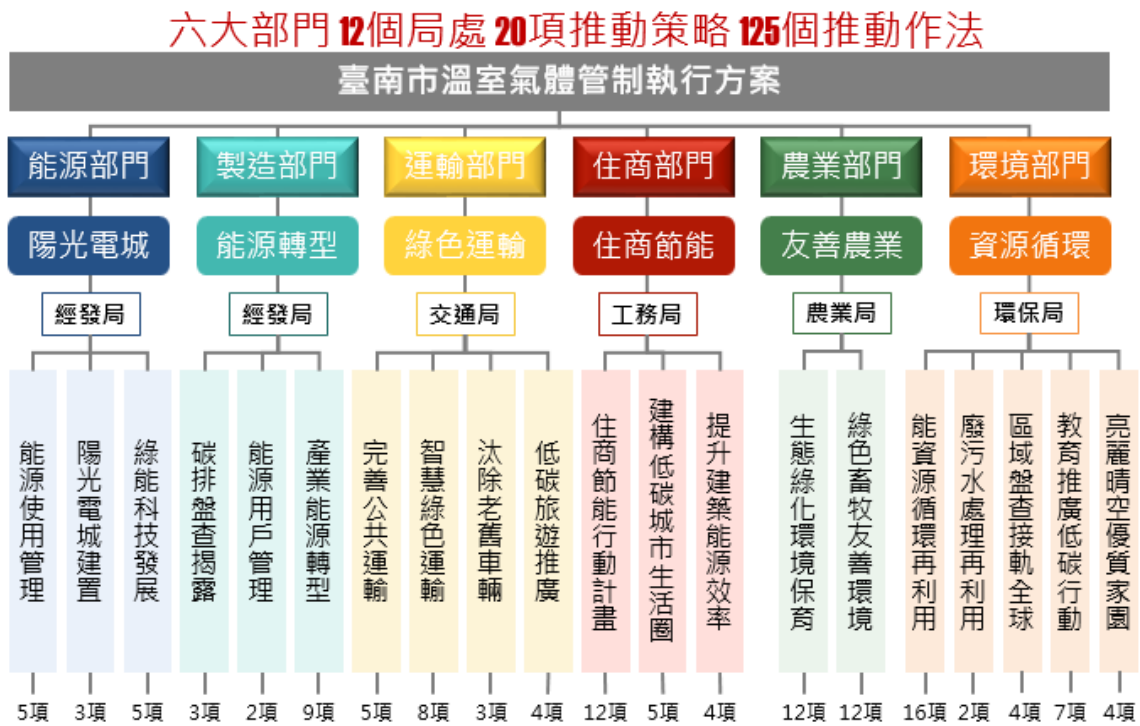 六大部門 12個局處 20項推動策略 125個推動作法
臺南市溫室氣體管制執行方案
能源部門
製造部門
運輸部門
住商部門
農業部門
環境部門
陽光電城
能源轉型
綠色運輸
住商節能
友善農業
資源循環
經發局
經發局
交通局
工務局
農業局
環保局
能源使用管理
陽光電城建置
綠能科技發展
碳排盤查揭露
能源用戶管理
產業能源轉型
完善公共運輸
智慧綠色運輸
汰除老舊車輛
低碳旅遊推廣
住商節能行動計畫
建構低碳城市生活圈
提升建築能源效率
生態綠化環境保育
綠色畜牧友善環境
能資源循環再利用
廢污水處理再利用
區域盤查接軌全球
教育推廣低碳行動
亮麗晴空優質家園
5項
3項
5項
3項
2項
9項
5項
8項
3項
4項
12項
5項
4項
12項
12項
16項
2項
4項
7項
4項